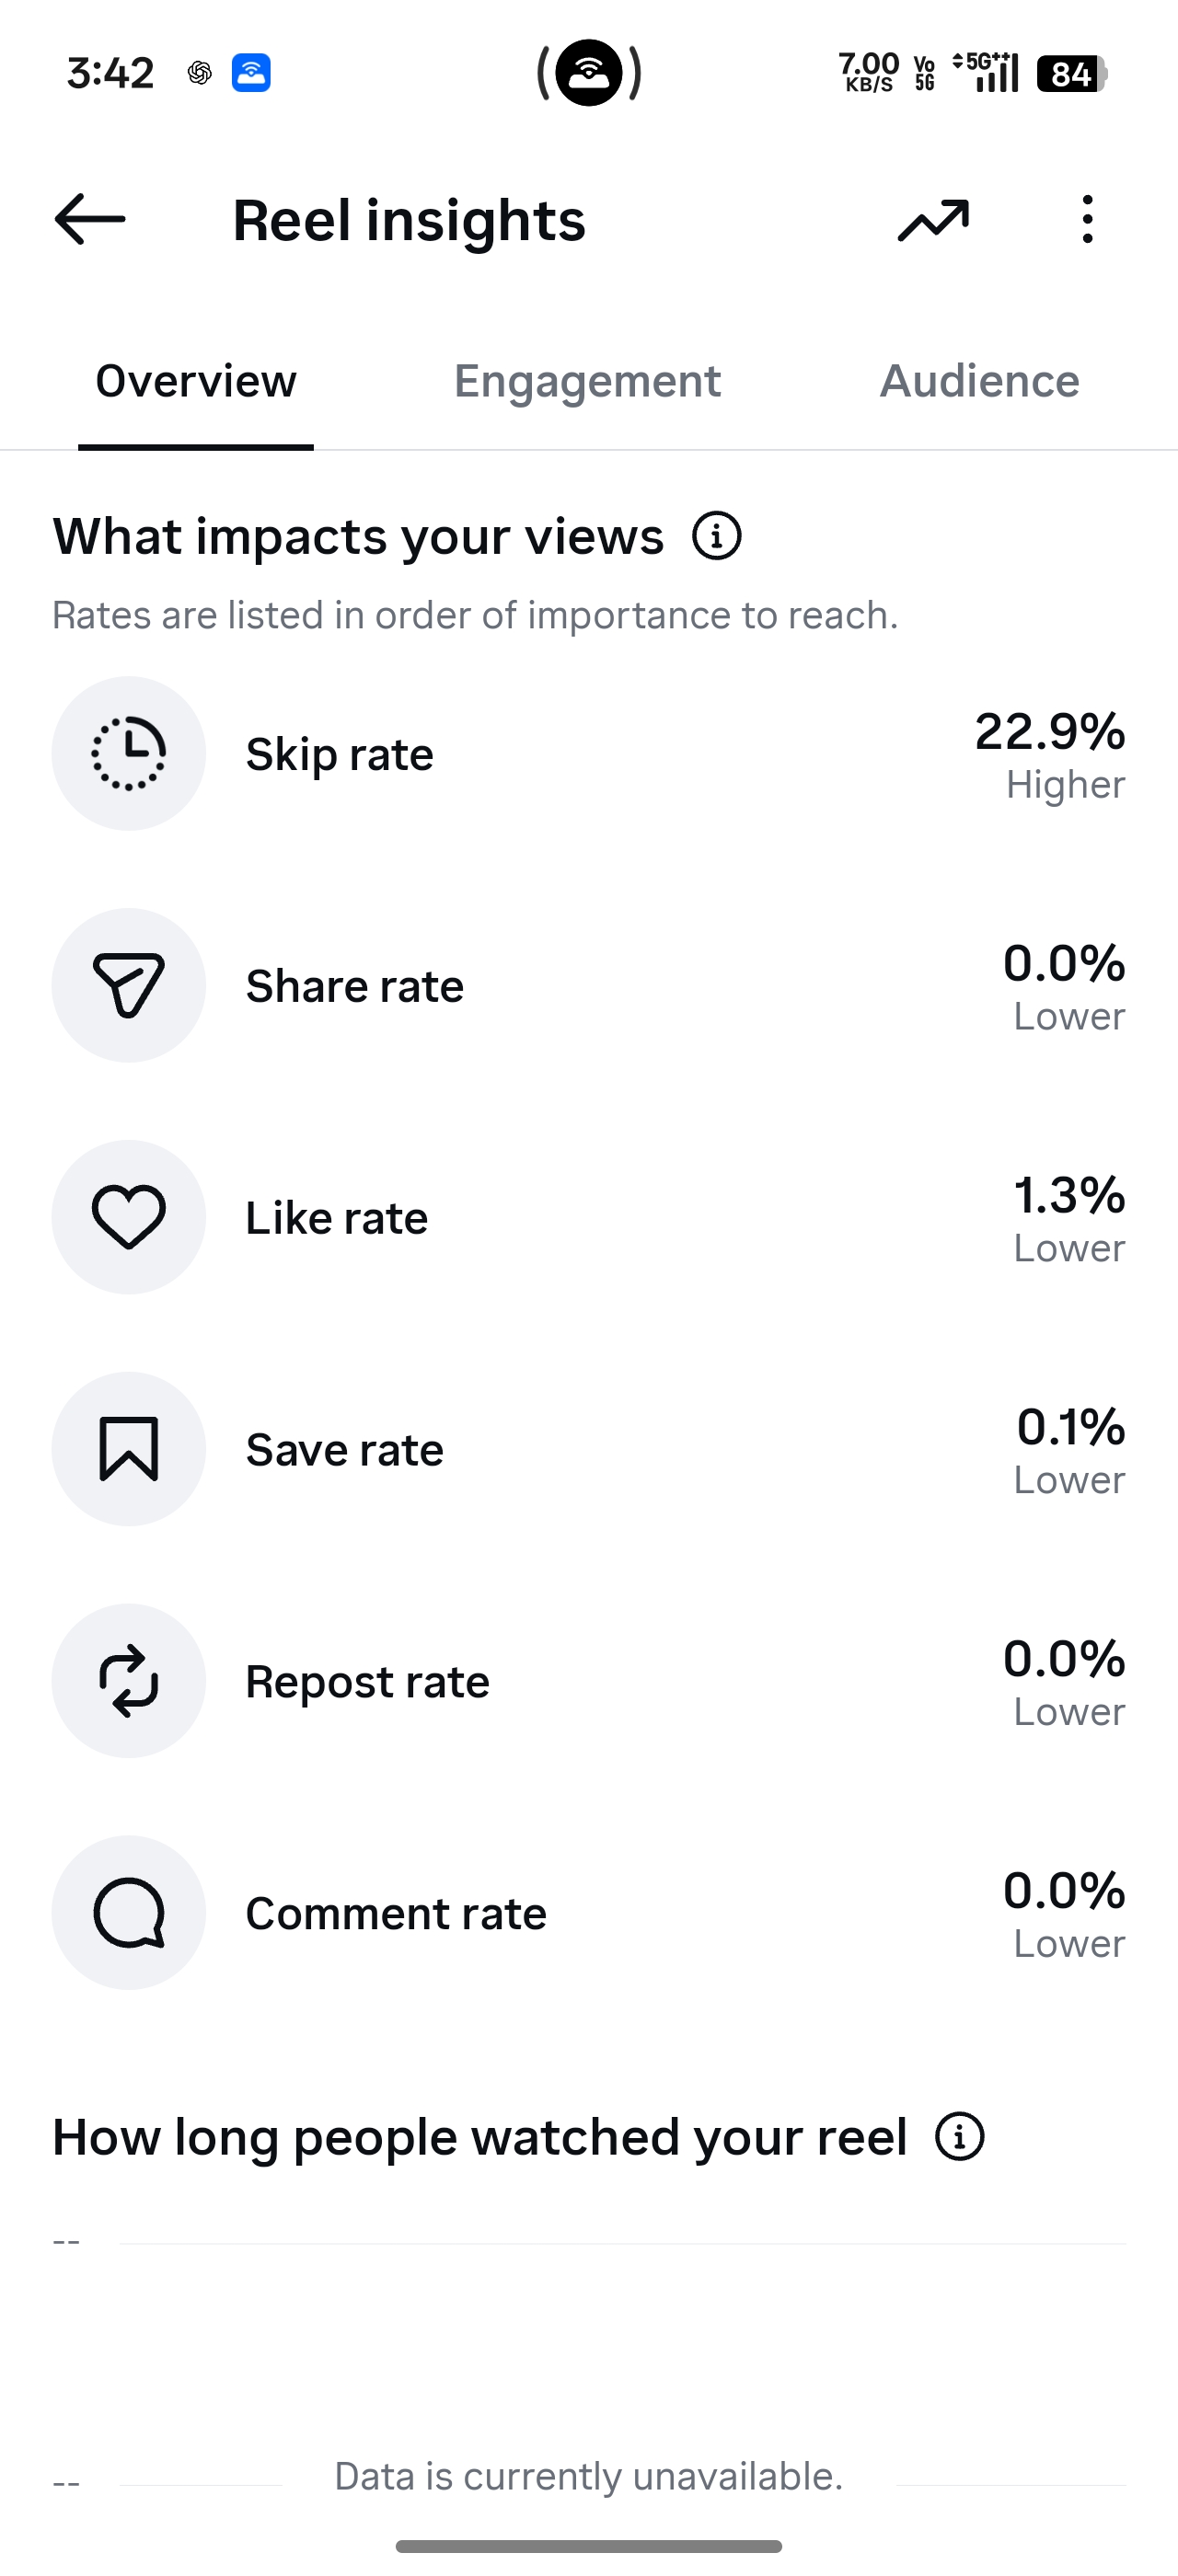 3:42
7.00 KB/S Vo 5G 5G++ 84
Reel insights
Overview Engagement Audience
What impacts your views
Rates are listed in order of importance to reach.
Skip rate 22.9%
Higher
Share rate 0.0%
Lower
Like rate 1.3%
Lower
Save rate 0.1%
Lower
Repost rate 0.0%
Lower
Comment rate 0.0%
Lower
How long people watched your reel
--
-- Data is currently unavailable.